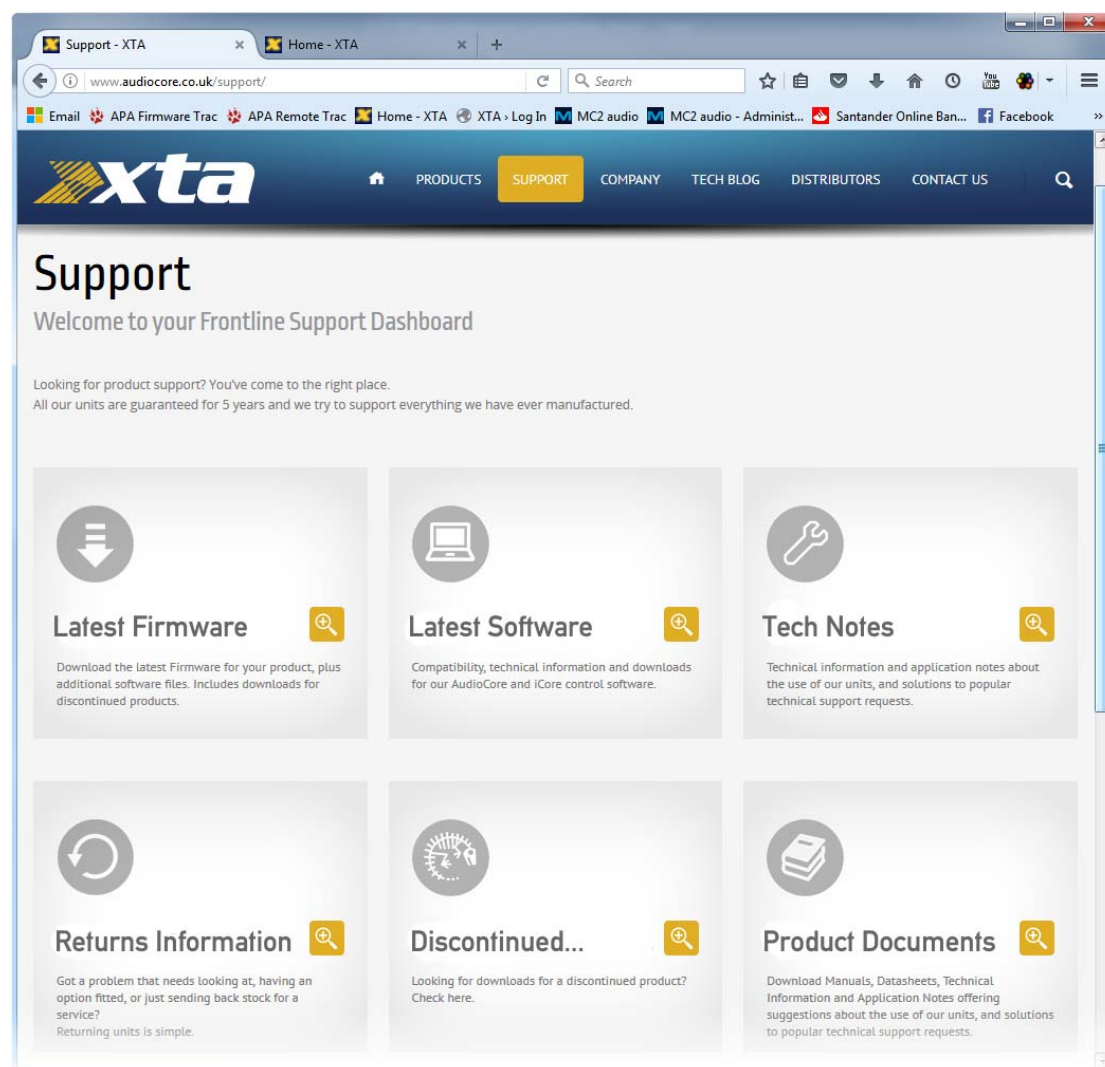 Support - XTA
Home - XTA
www.audiocore.co.uk/support/
Search
You Tube
Email APA Firmware Trac APA Remote Trac Home - XTA XTA › Log In MC2 audio MC2 audio - Administ... Santander Online Ban... Facebook »
xta
PRODUCTS SUPPORT COMPANY TECH BLOG DISTRIBUTORS CONTACT US
Support
Welcome to your Frontline Support Dashboard
Looking for product support? You've come to the right place.
All our units are guaranteed for 5 years and we try to support everything we have ever manufactured.
Latest Firmware
Download the latest Firmware for your product, plus
additional software files. Includes downloads for
discontinued products.
Latest Software
Compatibility, technical information and downloads
for our AudioCore and iCore control software.
Tech Notes
Technical information and application notes about
the use of our units, and solutions to popular
technical support requests.
Returns Information
Got a problem that needs looking at, having an
option fitted, or just sending back stock for a
service?
Returning units is simple.
Discontinued...
Looking for downloads for a discontinued product?
Check here.
Product Documents
Download Manuals, Datasheets, Technical
Information and Application Notes offering
suggestions about the use of our units, and solutions
to popular technical support requests.